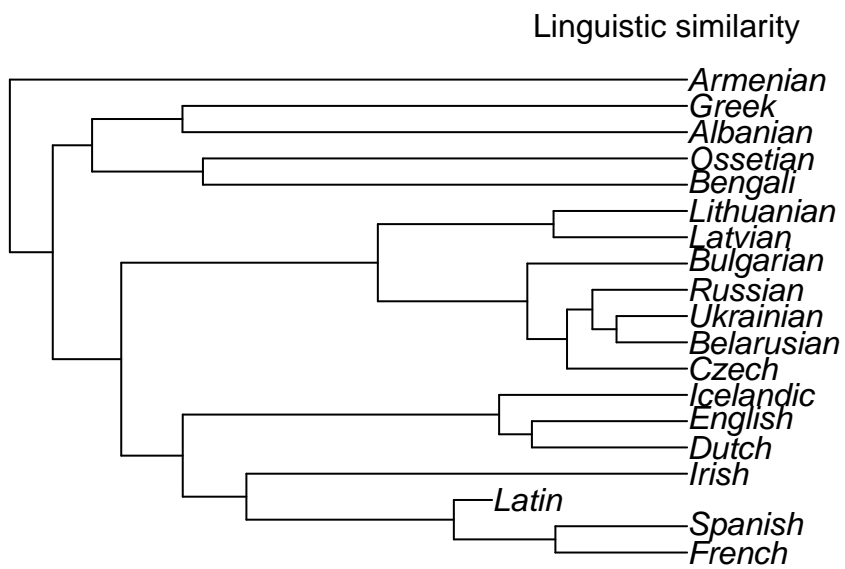 Linguistic similarity
Armenian
Greek
Albanian
Ossetian
Bengali
Lithuanian
Latvian
Bulgarian
Russian
Ukrainian
Belarusian
Czech
Icelandic
English
Dutch
Irish
Latin
Spanish
French